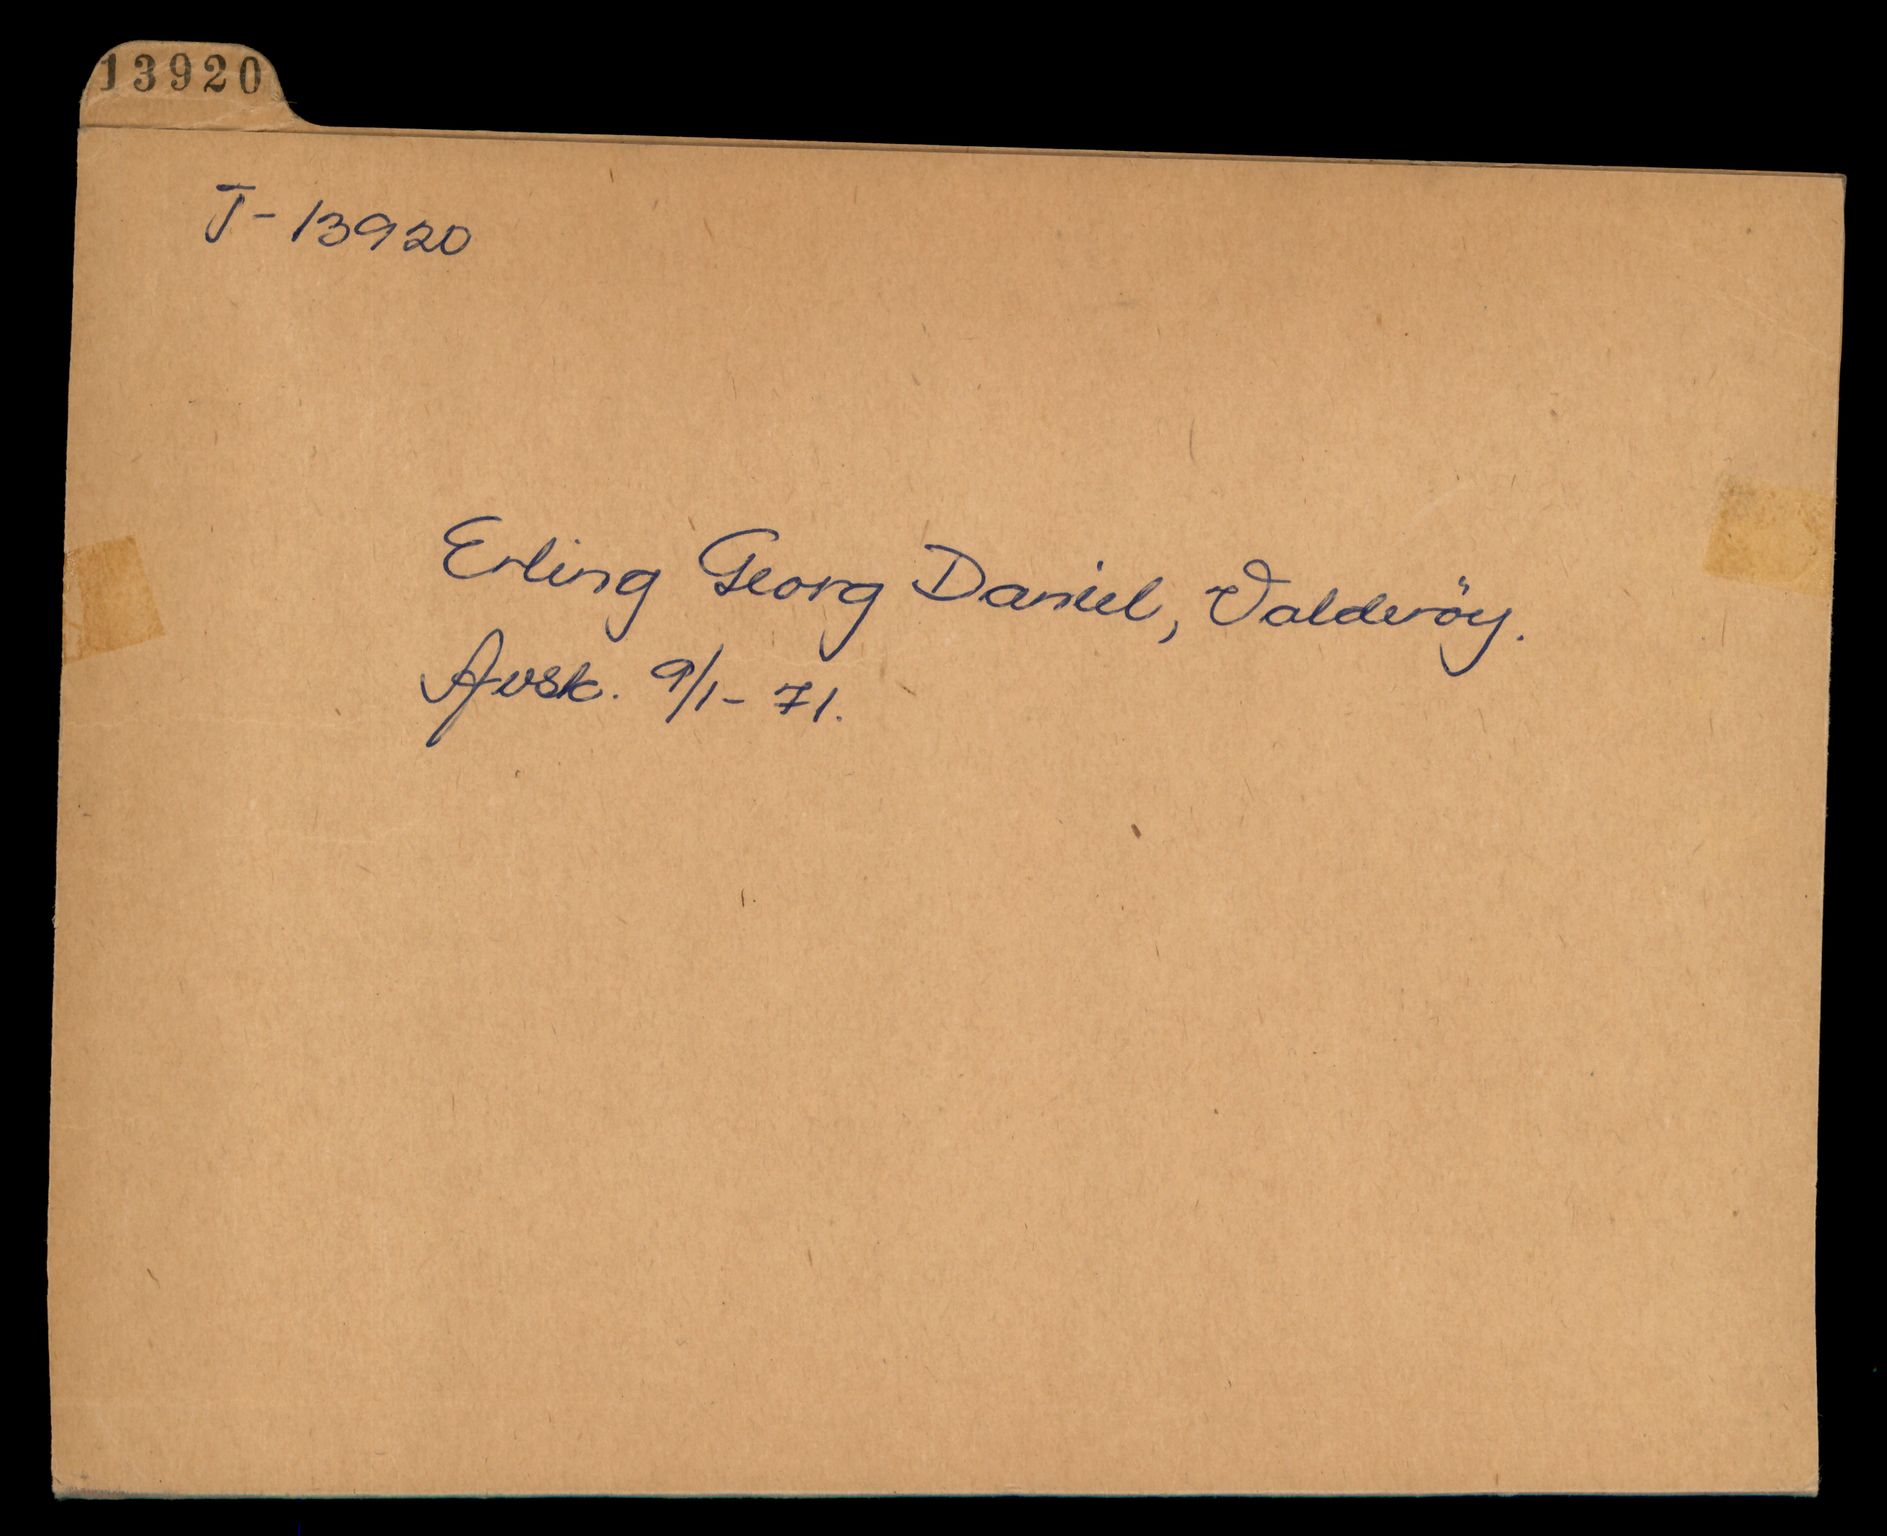 13920
T-13920
Erling Georg Daniel, Valderöy.
Avsk. 9/1-71.